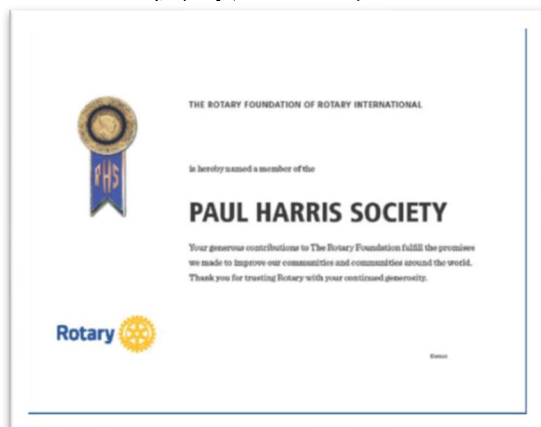 THE ROTARY FOUNDATION OF ROTARY INTERNATIONAL
is hereby named a member of the
PHS
PAUL HARRIS SOCIETY
Your generous contributions to The Rotary Foundation fulfill the promises
we made to improve our communities and communities around the world.
Thank you for trusting Rotary with your continued generosity.
Rotary